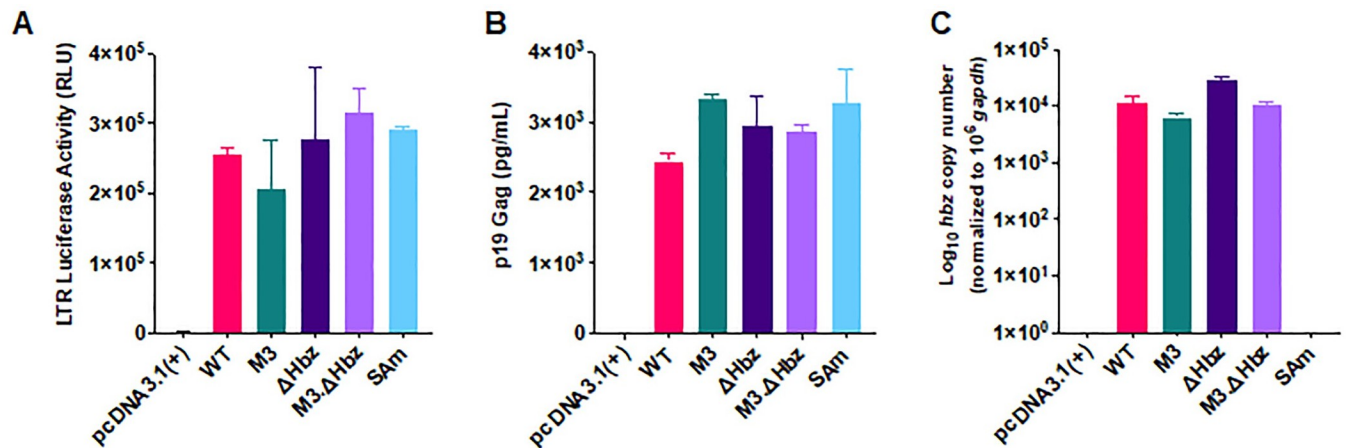 A
LTR Luciferase Activity (RLU)
4×10⁵
3×10⁵
2×10⁵
1×10⁵
0
pcDNA3.1(+)
WT
M3
ΔHbz
M3.ΔHbz
SAm
B
p19 Gag (pg/mL)
4×10³
3×10³
2×10³
1×10³
0
pcDNA3.1(+)
WT
M3
ΔHbz
M3.ΔHbz
SAm
C
Log₁₀ hbz copy number
(normalized to 10⁶ gapdh)
1×10⁵
1×10⁴
1×10³
1×10²
1×10¹
1×10⁰
pcDNA3.1(+)
WT
M3
ΔHbz
M3.ΔHbz
SAm